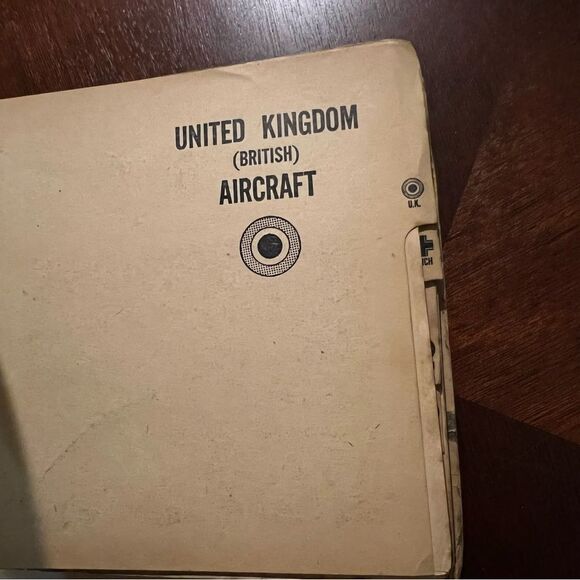 UNITED KINGDOM
(BRITISH)
AIRCRAFT
U.K.